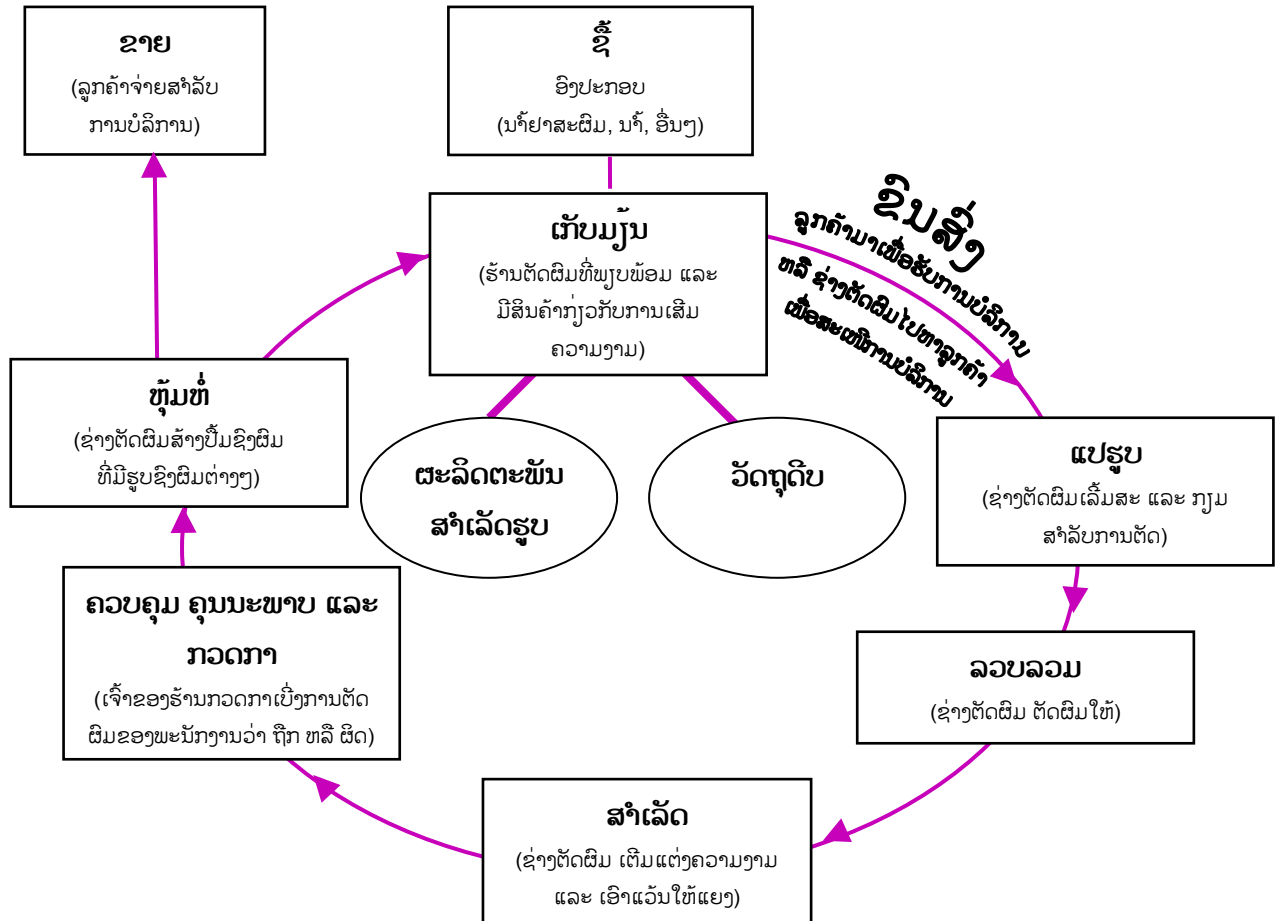 ຂາຍ
(ລູກຄ້າຈ່າຍສຳລັບ
ການບໍລິການ)
ຊື້
ອົງປະກອບ
(ນ້ຳຢາສະຜົມ, ນ້ຳ, ອື່ນໆ)
ເກັບມ້ຽນ
(ຮ້ານຕັດຜົມທີ່ພຽບພ້ອມ ແລະ
ມີສິນຄ້າກ່ຽວກັບການເສີມ
ຄວາມງາມ)
ຂົນສົ່ງ
ລູກຄ້າມາເພື່ອຮັບການບໍລິການ
ຫລື ຊ່າງຕັດຜົມໄປຫາລູກຄ້າ
ເພື່ອສະເໜີການບໍລິການ
ຫຸ້ມຫໍ່
(ຊ່າງຕັດຜົມສ້າງປຶ້ມຊົງຜົມ
ທີ່ມີຮູບຊົງຜົມຕ່າງໆ)
ຜະລິດຕະພັນ
ສຳເລັດຮູບ
ວັດຖຸດິບ
ແປຮູບ
(ຊ່າງຕັດຜົມເລີ້ມສະ ແລະ ກຽມ
ສຳລັບການຕັດ)
ຄວບຄຸມ ຄຸນນະພາບ ແລະ
ກວດກາ
(ເຈົ້າຂອງຮ້ານກວດກາເບິ່ງການຕັດ
ຜົມຂອງພະນັກງານວ່າ ຖືກ ຫລື ຜິດ)
ລວບລວມ
(ຊ່າງຕັດຜົມ ຕັດຜົມໃຫ້)
ສຳເລັດ
(ຊ່າງຕັດຜົມ ເຕີມແຕ່ງຄວາມງາມ
ແລະ ເອົາແວ້ນໃຫ້ແຍງ)